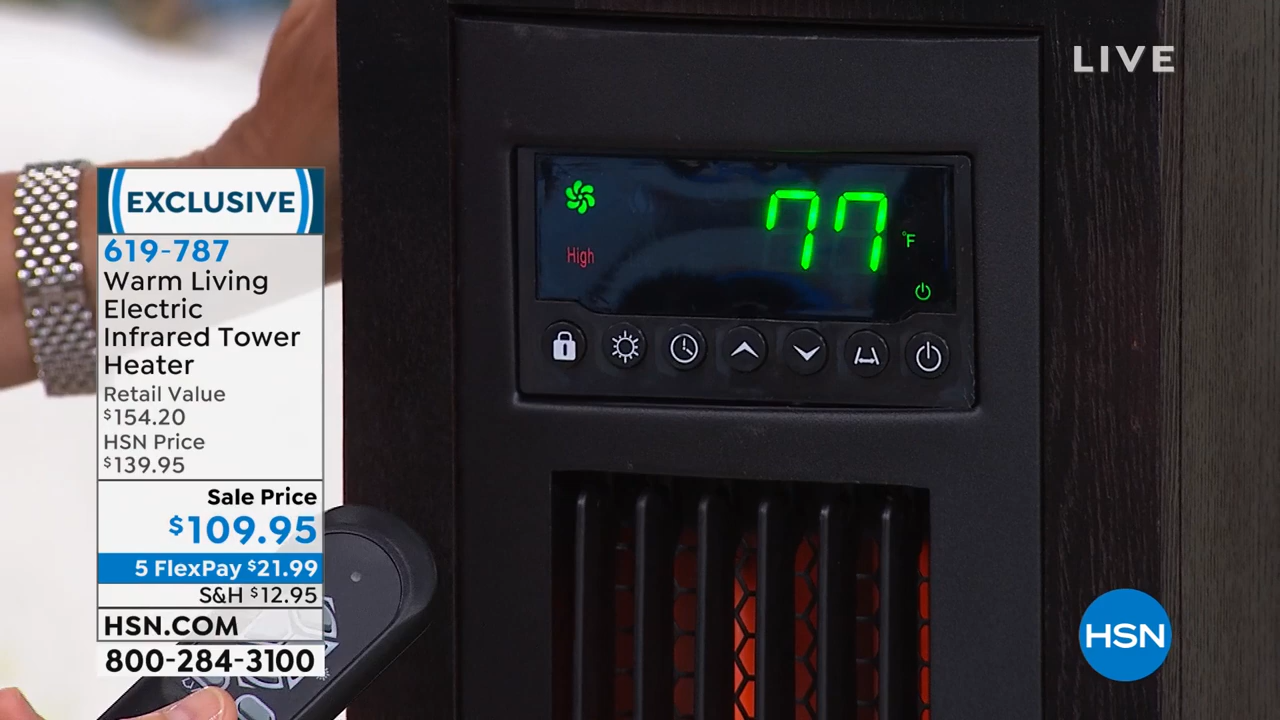 LIVE
EXCLUSIVE
619-787
Warm Living
Electric
Infrared Tower
Heater
Retail Value
$154.20
HSN Price
$139.95
Sale Price
$109.95
5 FlexPay $21.99
S&H $12.95
HSN.COM
800-284-3100
77 °F
High
HSN